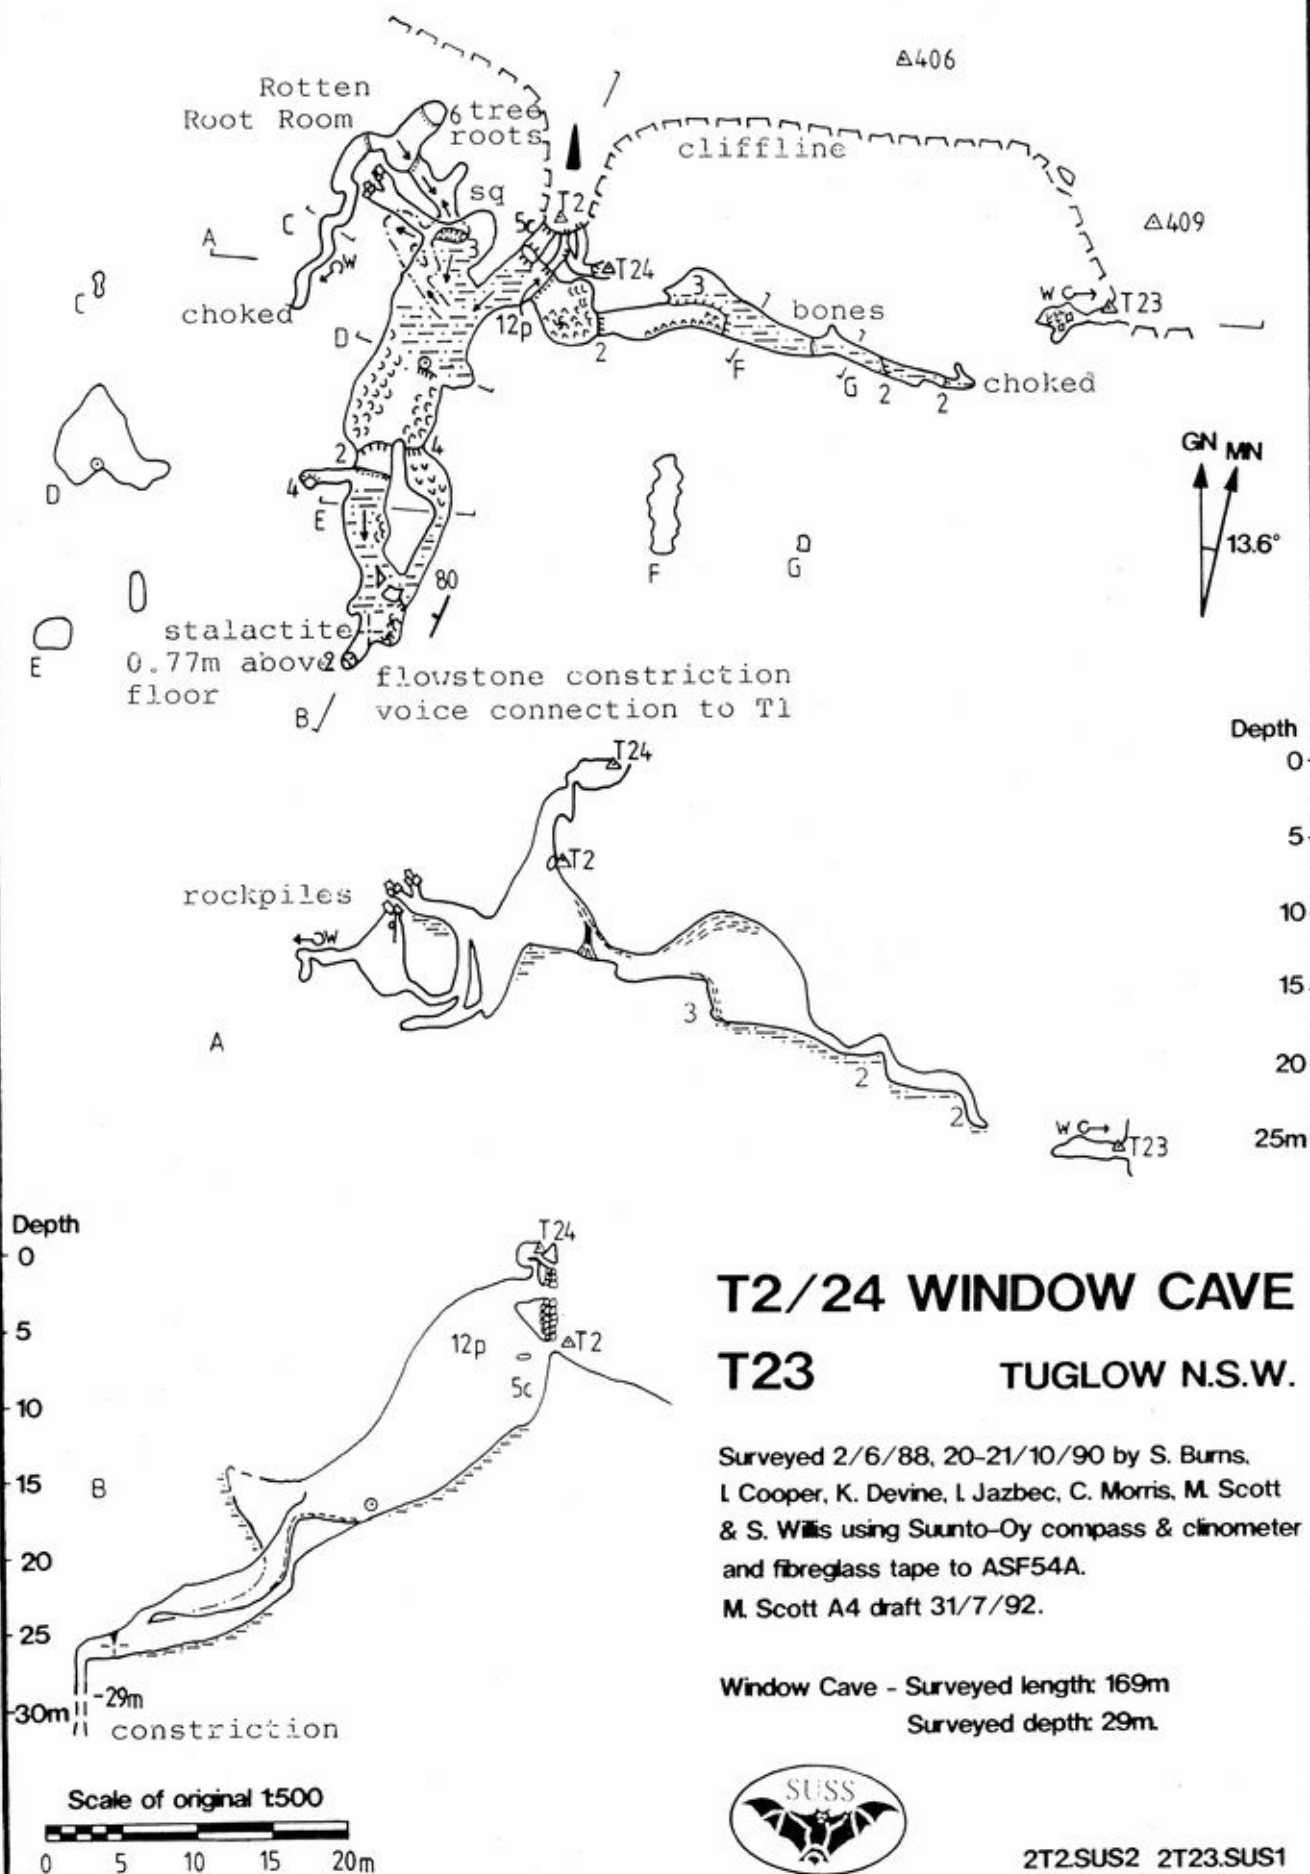 406
Rotten
Root Room
6 tree
roots
cliffline
sq
T2
5c
409
C
A
T24
W
3
3
bones
W C
T23
C
choked
12p
D
2
F
G
2
2
choked
2
4
GN MN
4
D
E
13.6°
F
G
80
stalactite
0.77m above 2
floor
E
flowstone constriction
voice connection to T1
B
Depth
T24
0
5
T2
rockpiles
10
W
15
3
A
20
2
2
W C
T23
25m
Depth
T24
0
5
12p
T2
5c
10
15
B
20
25
-29m
30m
constriction
T2/24 WINDOW CAVE
T23 TUGLOW N.S.W.
Surveyed 2/6/88, 20-21/10/90 by S. Burns,
I. Cooper, K. Devine, I. Jazbec, C. Morris, M. Scott
& S. Willis using Suunto-Oy compass & clinometer
and fibreglass tape to ASF54A.
M. Scott A4 draft 31/7/92.
Window Cave - Surveyed length: 169m
Surveyed depth: 29m.
Scale of original 1:500
0 5 10 15 20m
SUSS
2T2.SUS2 2T23.SUS1